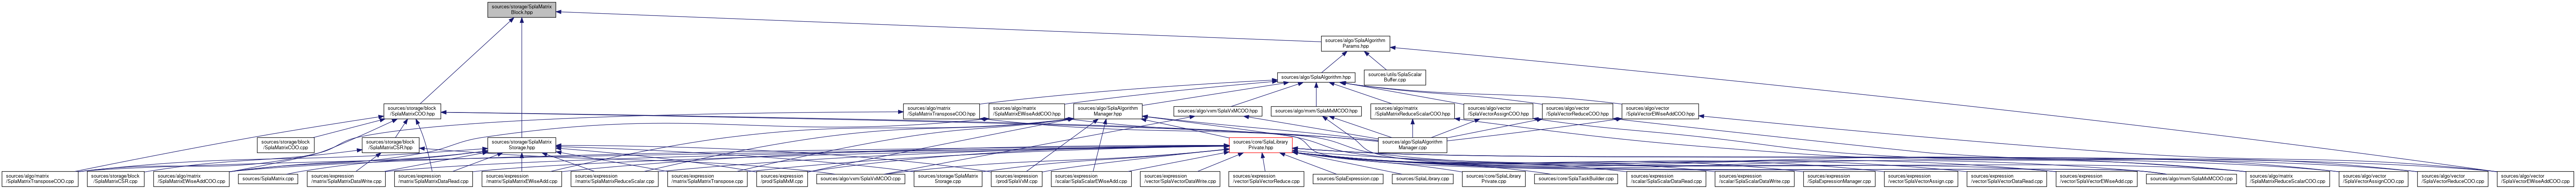 sources/storage/SplaMatrix
Block.hpp
sources/algo/SplaAlgorithm
Params.hpp
sources/algo/SplaAlgorithm.hpp
sources/utils/SplaScalar
Buffer.cpp
sources/storage/block
/SplaMatrixCOO.hpp
sources/algo/matrix
/SplaMatrixTransposeCOO.hpp
sources/algo/matrix
/SplaMatrixEWiseAddCOO.hpp
sources/algo/SplaAlgorithm
Manager.hpp
sources/algo/vxm/SplaVxMCOO.hpp
sources/algo/mxm/SplaMxMCOO.hpp
sources/algo/matrix
/SplaMatrixReduceScalarCOO.hpp
sources/algo/vector
/SplaVectorAssignCOO.hpp
sources/algo/vector
/SplaVectorReduceCOO.hpp
sources/algo/vector
/SplaVectorEWiseAddCOO.hpp
sources/storage/block
/SplaMatrixCOO.cpp
sources/storage/block
/SplaMatrixCSR.hpp
sources/storage/SplaMatrix
Storage.hpp
sources/core/SplaLibrary
Private.hpp
sources/algo/SplaAlgorithm
Manager.cpp
sources/algo/matrix
/SplaMatrixTransposeCOO.cpp
sources/storage/block
/SplaMatrixCSR.cpp
sources/algo/matrix
/SplaMatrixEWiseAddCOO.cpp
sources/SplaMatrix.cpp
sources/expression
/matrix/SplaMatrixDataWrite.cpp
sources/expression
/matrix/SplaMatrixDataRead.cpp
sources/expression
/matrix/SplaMatrixEWiseAdd.cpp
sources/expression
/matrix/SplaMatrixReduceScalar.cpp
sources/expression
/matrix/SplaMatrixTranspose.cpp
sources/expression
/prod/SplaMxM.cpp
sources/algo/vxm/SplaVxMCOO.cpp
sources/storage/SplaMatrix
Storage.cpp
sources/expression
/prod/SplaVxM.cpp
sources/expression
/scalar/SplaScalarEWiseAdd.cpp
sources/expression
/vector/SplaVectorDataWrite.cpp
sources/expression
/vector/SplaVectorReduce.cpp
sources/SplaExpression.cpp
sources/SplaLibrary.cpp
sources/core/SplaLibrary
Private.cpp
sources/core/SplaTaskBuilder.cpp
sources/expression
/scalar/SplaScalarDataRead.cpp
sources/expression
/scalar/SplaScalarDataWrite.cpp
sources/expression
/SplaExpressionManager.cpp
sources/expression
/vector/SplaVectorAssign.cpp
sources/expression
/vector/SplaVectorDataRead.cpp
sources/expression
/vector/SplaVectorEWiseAdd.cpp
sources/algo/mxm/SplaMxMCOO.cpp
sources/algo/matrix
/SplaMatrixReduceScalarCOO.cpp
sources/algo/vector
/SplaVectorAssignCOO.cpp
sources/algo/vector
/SplaVectorReduceCOO.cpp
sources/algo/vector
/SplaVectorEWiseAddCOO.cpp